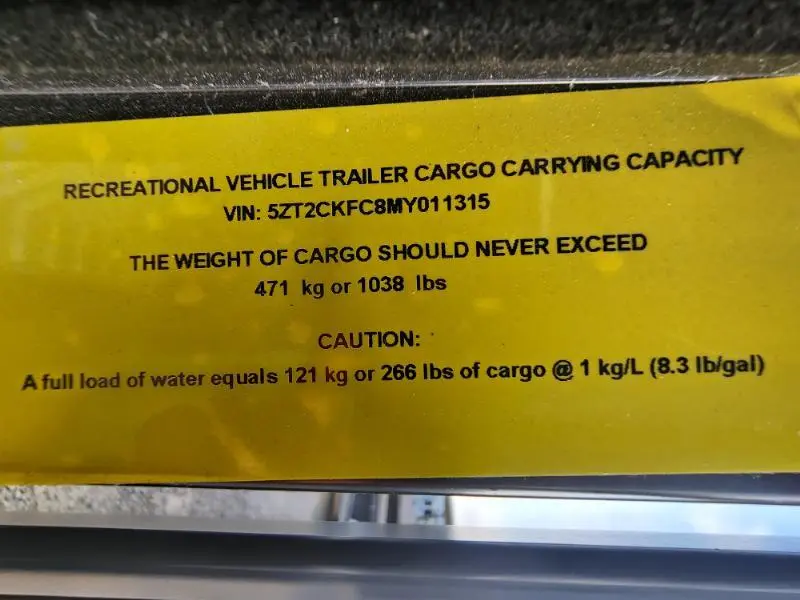 RECREATIONAL VEHICLE TRAILER CARGO CARRYING CAPACITY
VIN: 5ZT2CKFC8MY011315
THE WEIGHT OF CARGO SHOULD NEVER EXCEED
471 kg or 1038 lbs
CAUTION:
A full load of water equals 121 kg or 266 lbs of cargo @ 1 kg/L (8.3 lb/gal)